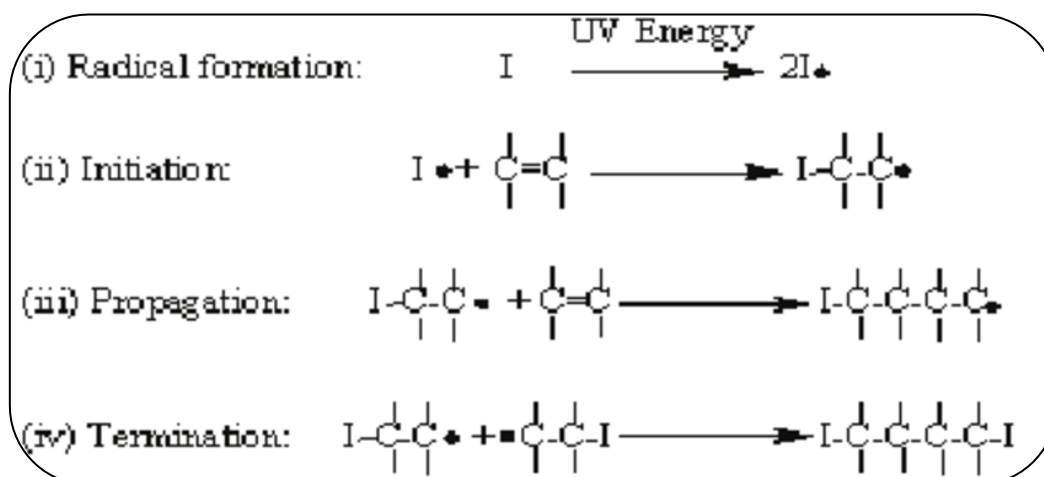 UV Energy
(i) Radical formation: I 2I•
(ii) Initiation: I •+ C=C I-C-C•
(iii) Propagation: I-C-C • + C=C I-C-C-C-C•
(iv) Termination: I-C-C• +•C-C-I I-C-C-C-C-I